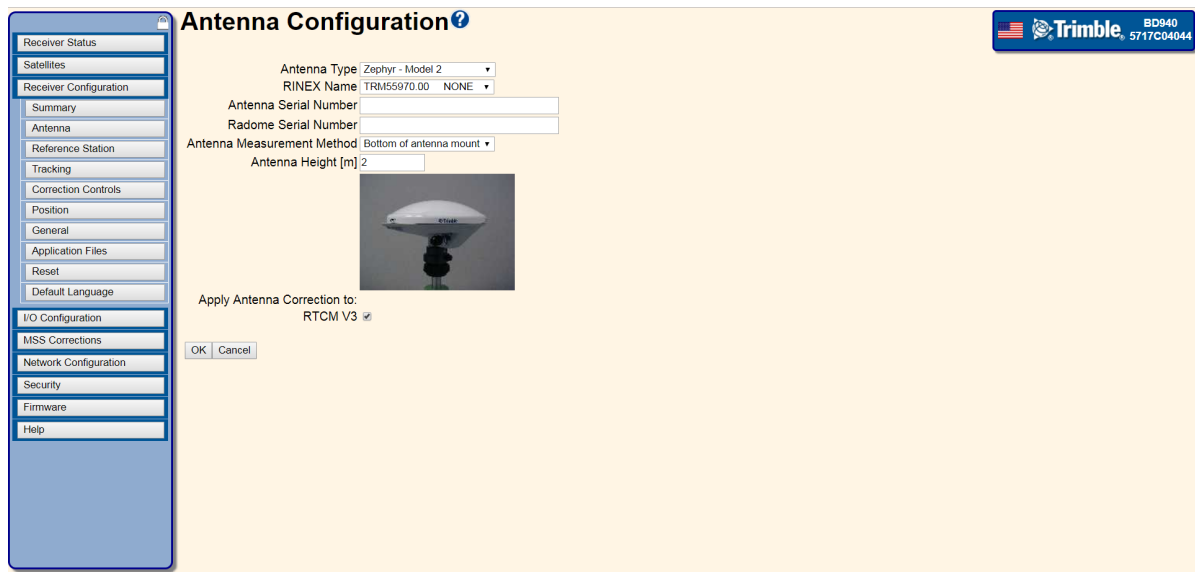 Antenna Configuration?
Trimble® BD940
5717C04044
Receiver Status
Satellites
Receiver Configuration
Summary
Antenna
Reference Station
Tracking
Correction Controls
Position
General
Application Files
Reset
Default Language
I/O Configuration
MSS Corrections
Network Configuration
Security
Firmware
Help
Antenna Type Zephyr - Model 2
RINEX Name TRM55970.00 NONE
Antenna Serial Number
Radome Serial Number
Antenna Measurement Method Bottom of antenna mount
Antenna Height [m] 2
Trimble
Apply Antenna Correction to:
RTCM V3
OK Cancel